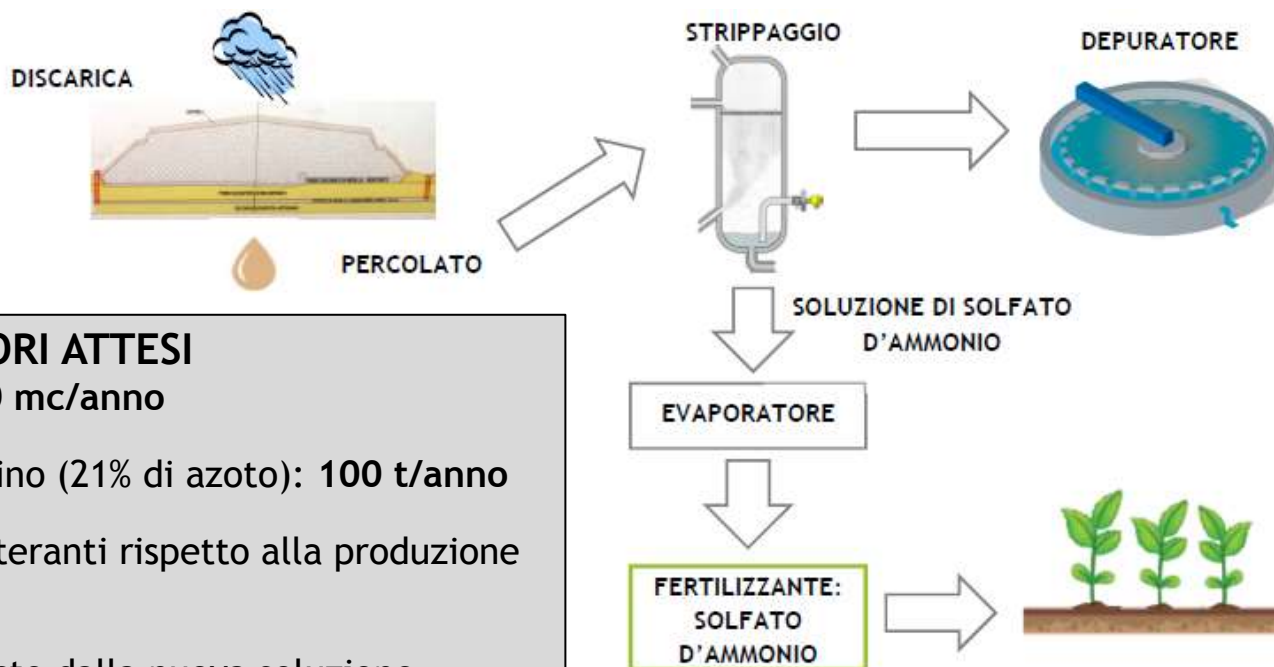 STRIPPAGGIO
DEPURATORE
DISCARICA
PERCOLATO
SOLUZIONE DI SOLFATO
D'AMMONIO
EVAPORATORE
FERTILIZZANTE:
SOLFATO
D'AMMONIO
ORI ATTESI
mc/anno
ino (21% di azoto): 100 t/anno
teranti rispetto alla produzione